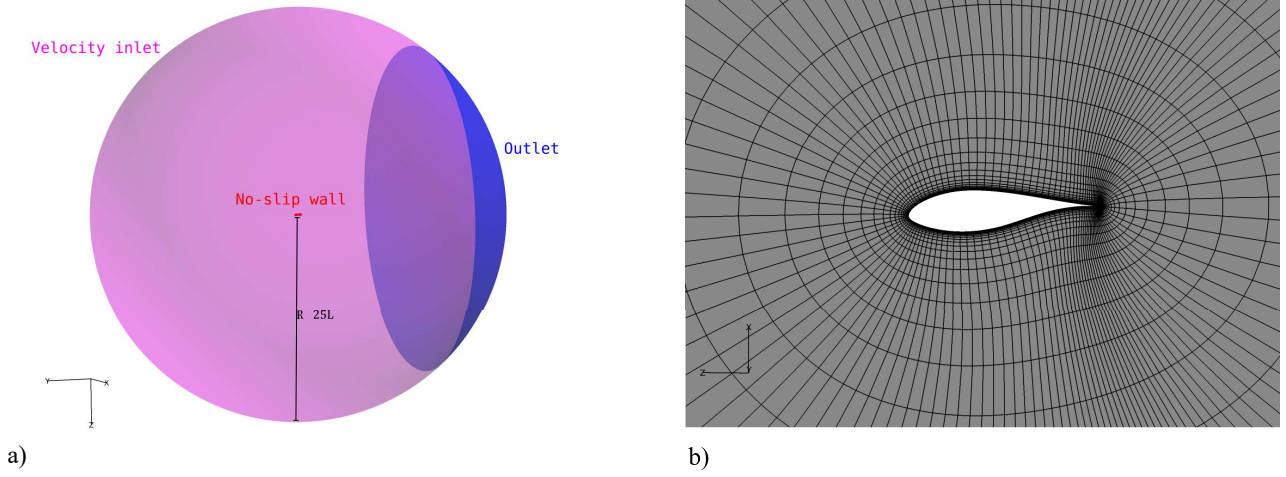 Velocity inlet
Outlet
No-slip wall
R 25L
Y
X
Z
a)
X
Z
Y
b)